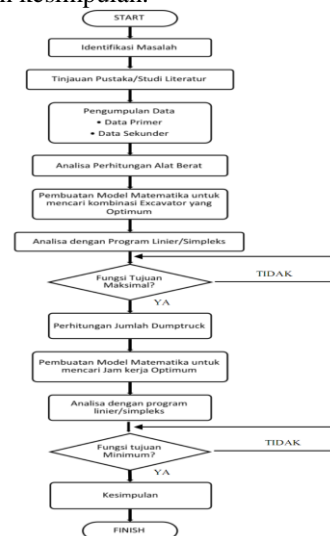 n Kesimpulan.
START
Identifikasi Masalah
Tinjauan Pustaka/Studi Literatur
Pengumpulan Data
• Data Primer
• Data Sekunder
Analisa Perhitungan Alat Berat
Pembuatan Model Matematika untuk
mencari kombinasi Excavator yang
Optimum
Analisa dengan Program Linier/Simpleks
Fungsi Tujuan
Maksimal?
TIDAK
YA
Perhitungan Jumlah Dumptruck
Pembuatan Model Matematika untuk
mencari Jam kerja Optimum
Analisa dengan program
linier/simpleks
Fungsi tujuan
Minimum?
TIDAK
YA
Kesimpulan
FINISH